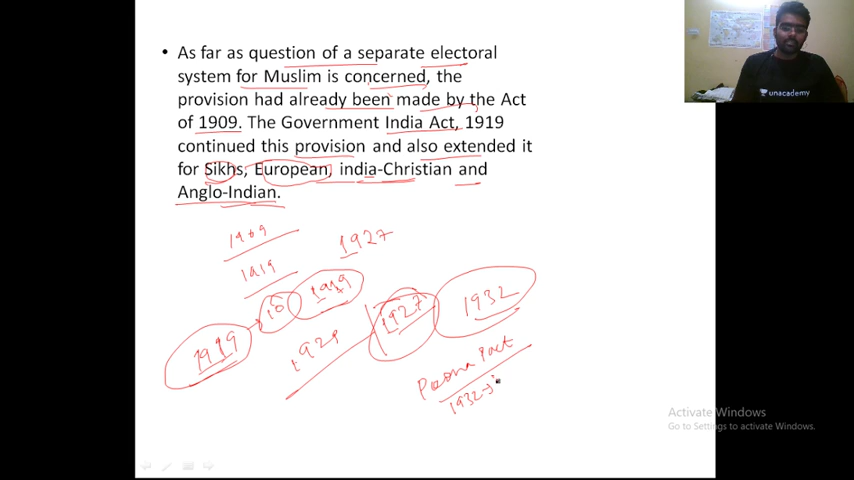 • As far as question of a separate electoral
system for Muslim is concerned, the
provision had already been made by the Act
of 1909. The Government India Act, 1919
continued this provision and also extended it
for Sikhs, European, india-Christian and
Anglo-Indian.
1909
1927
1919
1919
10
1919
1929
1927
1932
Poona Pact
1932
unacademy
Activate Windows
Go to Settings to activate Windows.